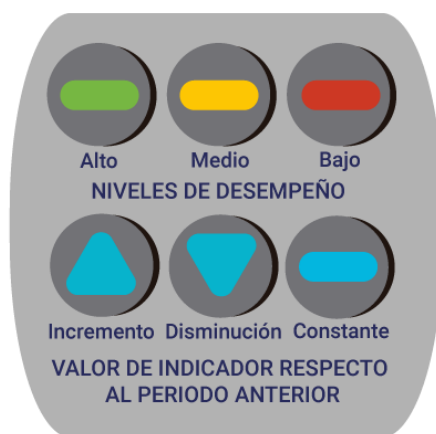 Alto Medio Bajo
NIVELES DE DESEMPEÑO
Incremento Disminución Constante
VALOR DE INDICADOR RESPECTO
AL PERIODO ANTERIOR